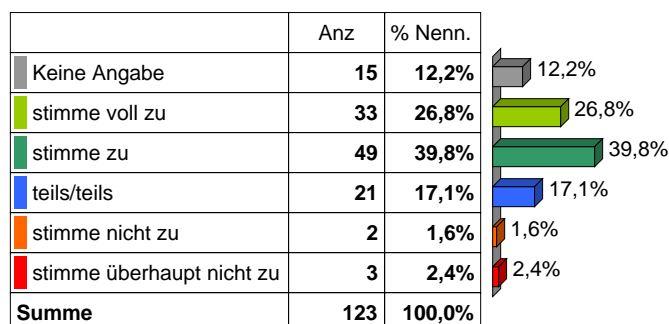 Anz % Nenn.
Keine Angabe 15 12,2% 12,2%
stimme voll zu 33 26,8% 26,8%
stimme zu 49 39,8% 39,8%
teils/teils 21 17,1% 17,1%
stimme nicht zu 2 1,6% 1,6%
stimme überhaupt nicht zu 3 2,4% 2,4%
Summe 123 100,0%